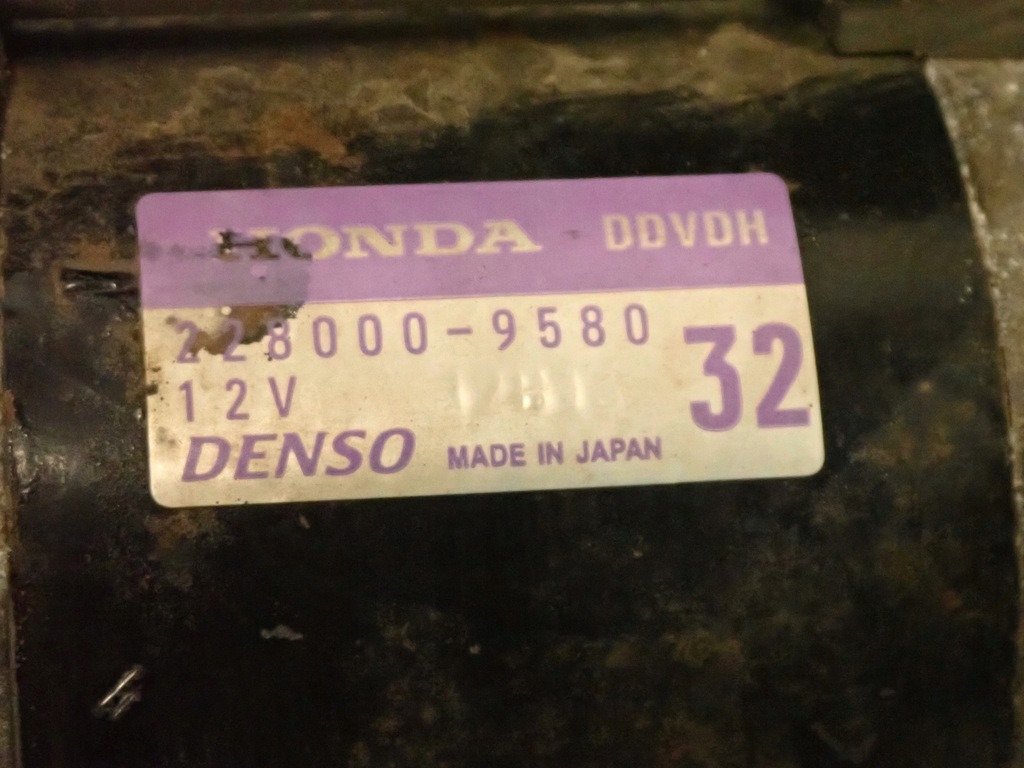 HONDA DDVDH
228000-9580
12V
32
DENSO MADE IN JAPAN